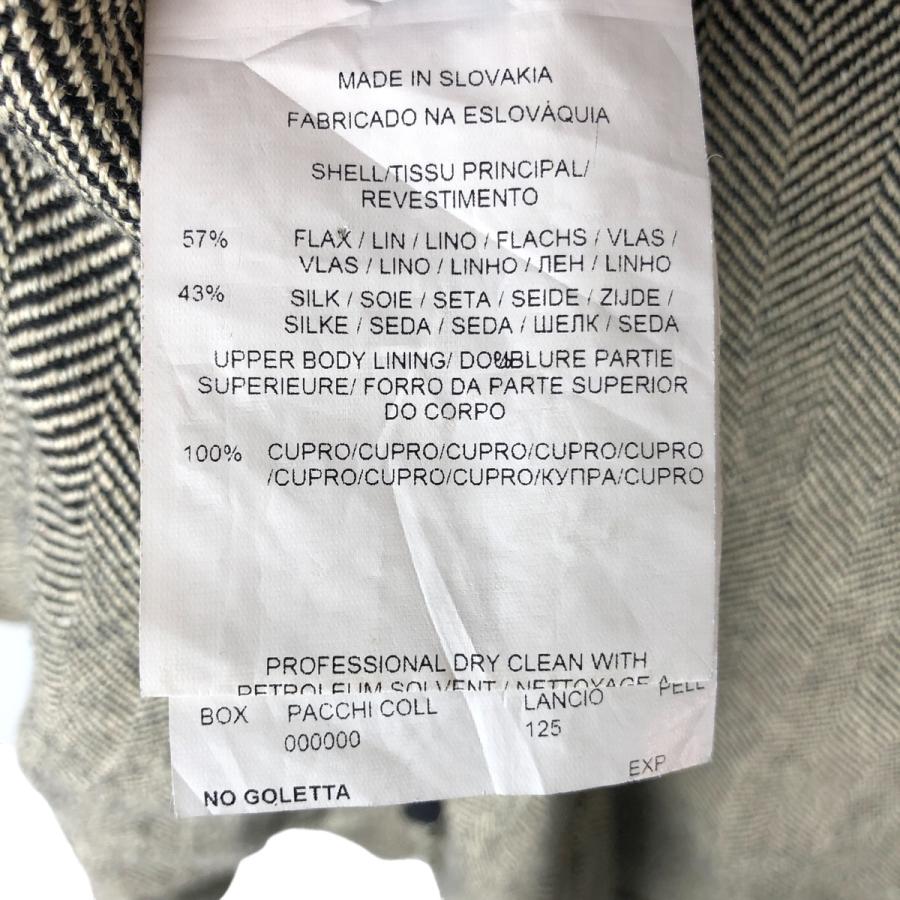 MADE IN SLOVAKIA
FABRICADO NA ESLOVÁQUIA
SHELL/TISSU PRINCIPAL/
REVESTIMENTO
57% FLAX / LIN / LINO / FLACHS / VLAS /
VLAS / LINO / LINHO / ЛЕН / LINHO
43% SILK / SOIE / SETA / SEIDE / ZIJDE /
SILKE / SEDA / SEDA / ШЕЛК / SEDA
UPPER BODY LINING/ DOUBLURE PARTIE
SUPERIEURE/ FORRO DA PARTE SUPERIOR
DO CORPO
100% CUPRO/CUPRO/CUPRO/CUPRO/CUPRO
/CUPRO/CUPRO/CUPRO/КУПРА/CUPRO
PROFESSIONAL DRY CLEAN WITH
PETROLEUM SOLVENT / NETTOYAGE A
BOX PACCHI COLL LANCIO PELL
000000 125
EXP
NO GOLETTA